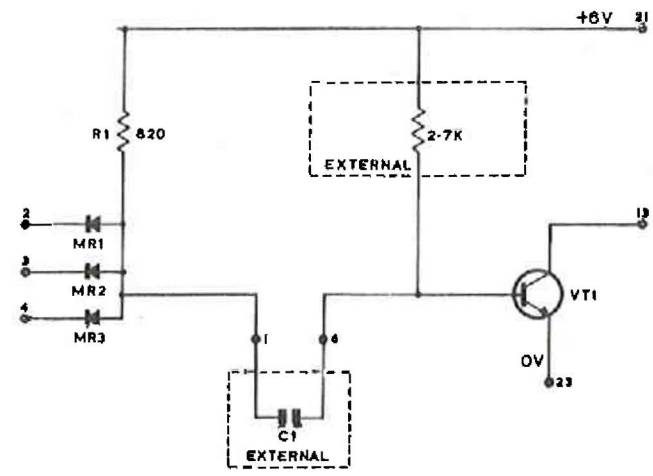 +6V 21
R1 820
2-7K
EXTERNAL
2
MR1
3
MR2
4
MR3
13
VT1
1
6
0V
23
C1
EXTERNAL